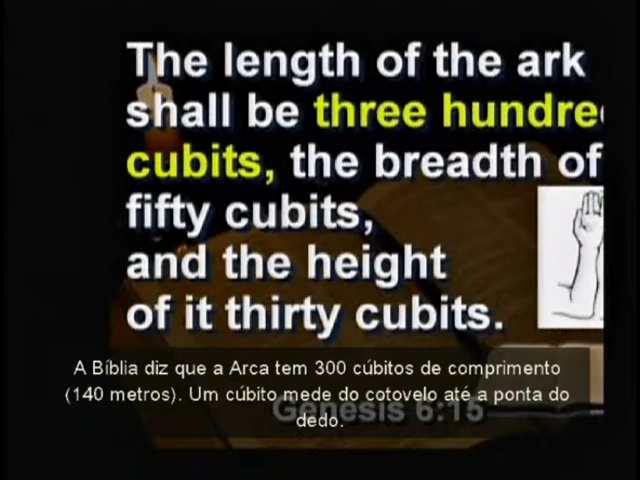 The length of the ark
shall be three hundre
cubits, the breadth of
fifty cubits,
and the height
of it thirty cubits.
A Bíblia diz que a Arca tem 300 cúbitos de comprimento
(140 metros). Um cúbito mede do cotovelo até a ponta do
dedo.
Genesis 6:15